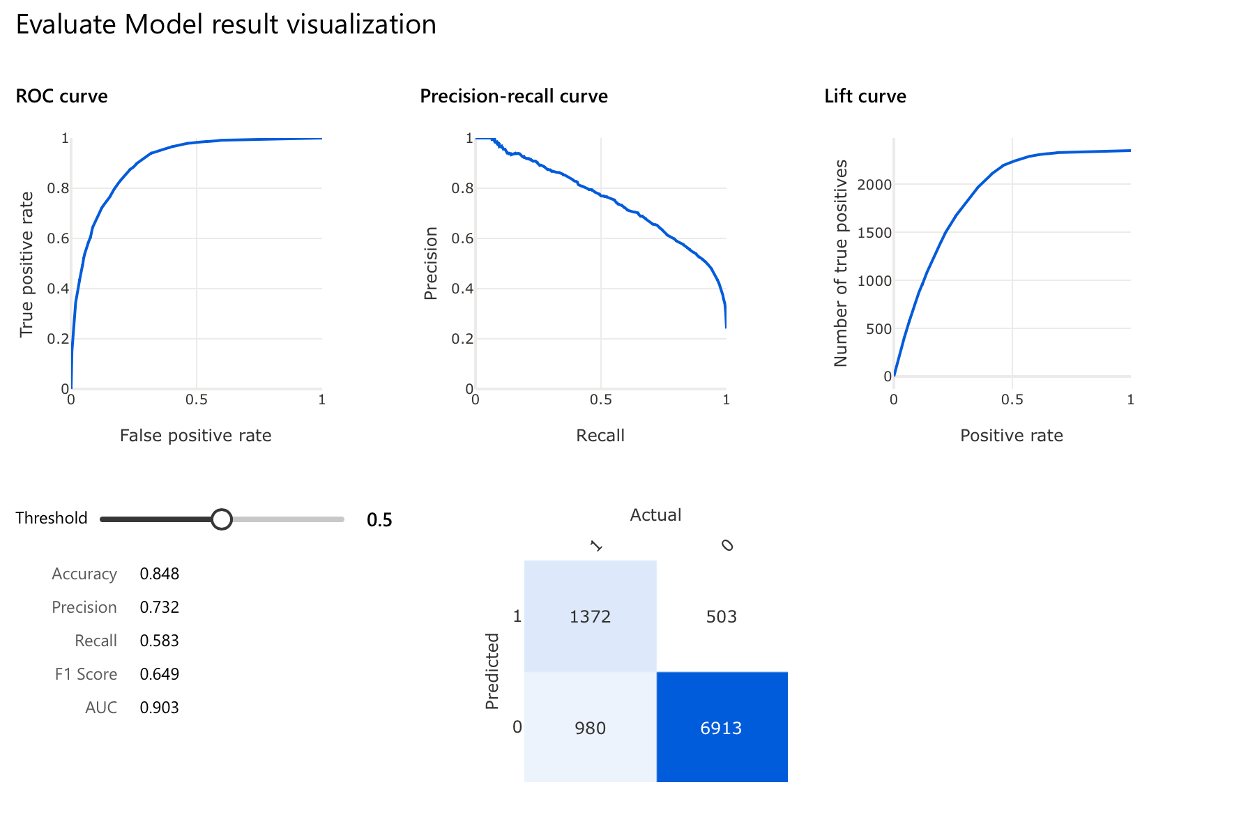 Evaluate Model result visualization
ROC curve
1
0.8
0.6
0.4
0.2
0
True positive rate
0
0.5
1
False positive rate
Precision-recall curve
1
0.8
0.6
0.4
0.2
0
Precision
0
0.5
1
Recall
Lift curve
2000
1500
1000
500
0
Number of true positives
0
0.5
1
Positive rate
Threshold 0.5
Accuracy 0.848
Precision 0.732
Recall 0.583
F1 Score 0.649
AUC 0.903
Actual
1 0
Predicted
1 1372 503
0 980 6913